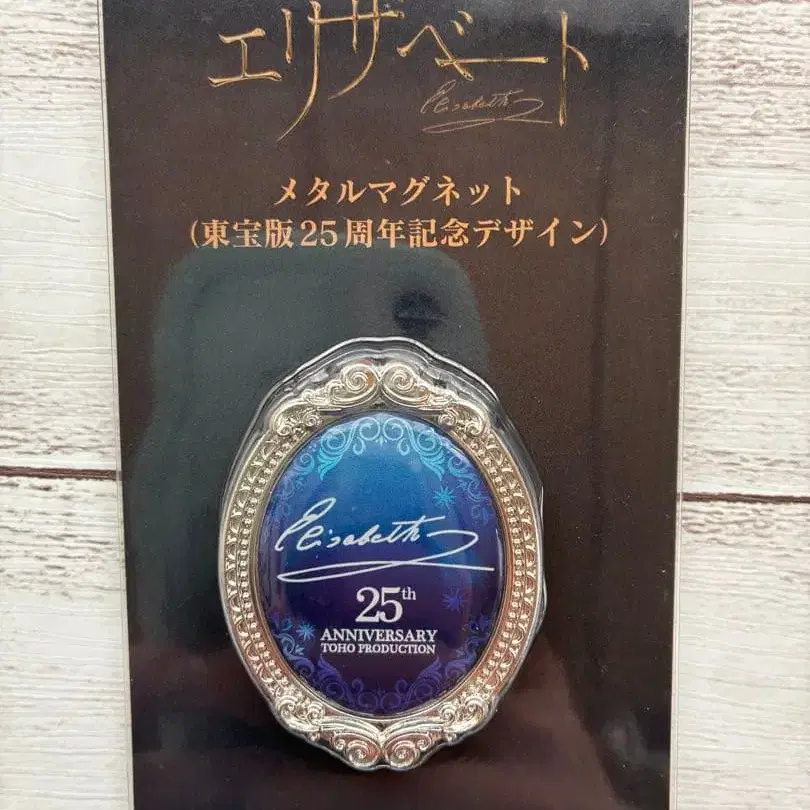 エリザベート
Elisabeth
メタルマグネット
(東宝版25周年記念デザイン)
Elisabeth
25th
ANNIVERSARY
TOHO PRODUCTION